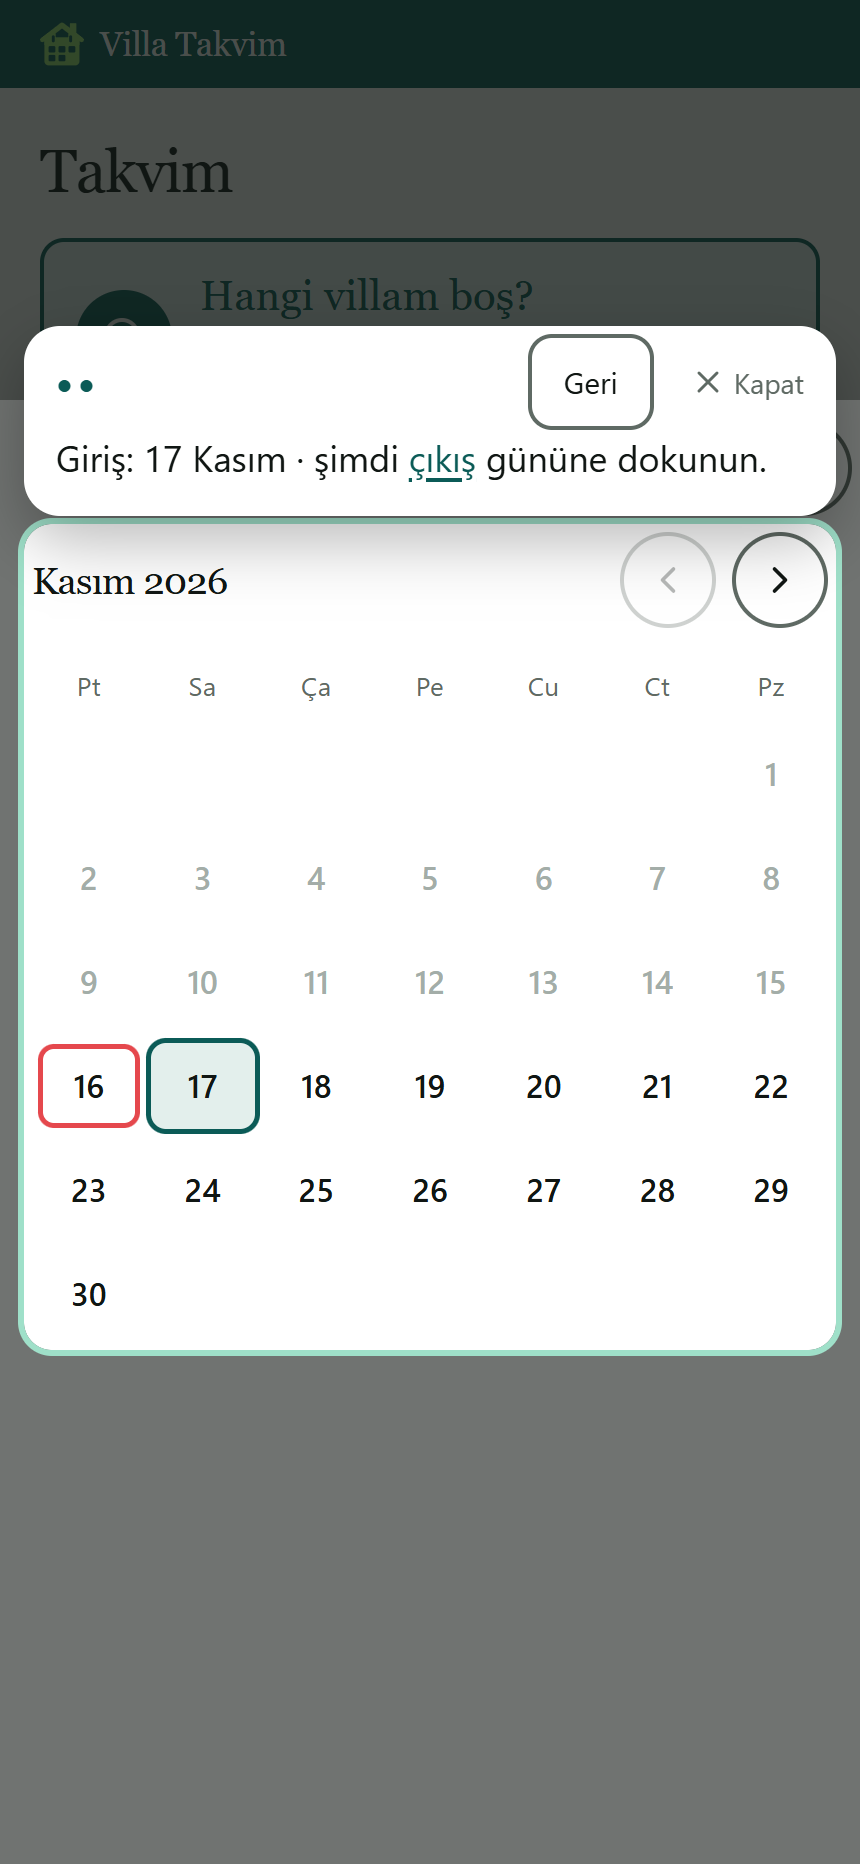 Villa Takvim
Takvim
Hangi villam boş?
Geri
Kapat
Giriş: 17 Kasım · şimdi çıkış gününe dokunun.
Kasım 2026
Pt Sa Ça Pe Cu Ct Pz
1
2 3 4 5 6 7 8
9 10 11 12 13 14 15
16 17 18 19 20 21 22
23 24 25 26 27 28 29
30